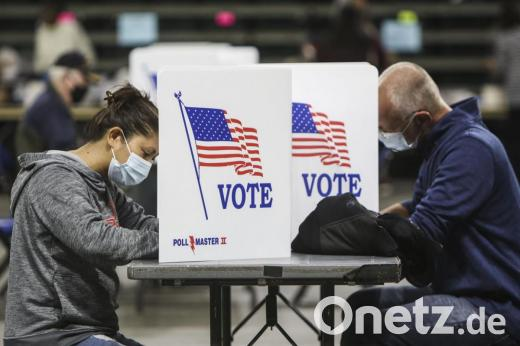 VOTE
VOTE
POLL MASTER II
Onetz.de